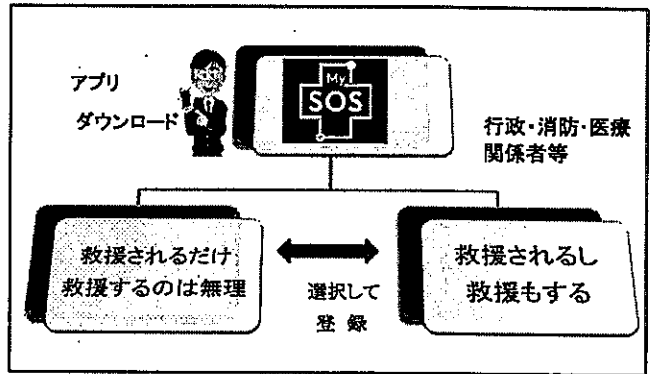 アプリ
ダウンロード
My
SOS
行政・消防・医療
関係者等
救援されるだけ
救援するのは無理
選択して
登 録
救援されるし
救援もする